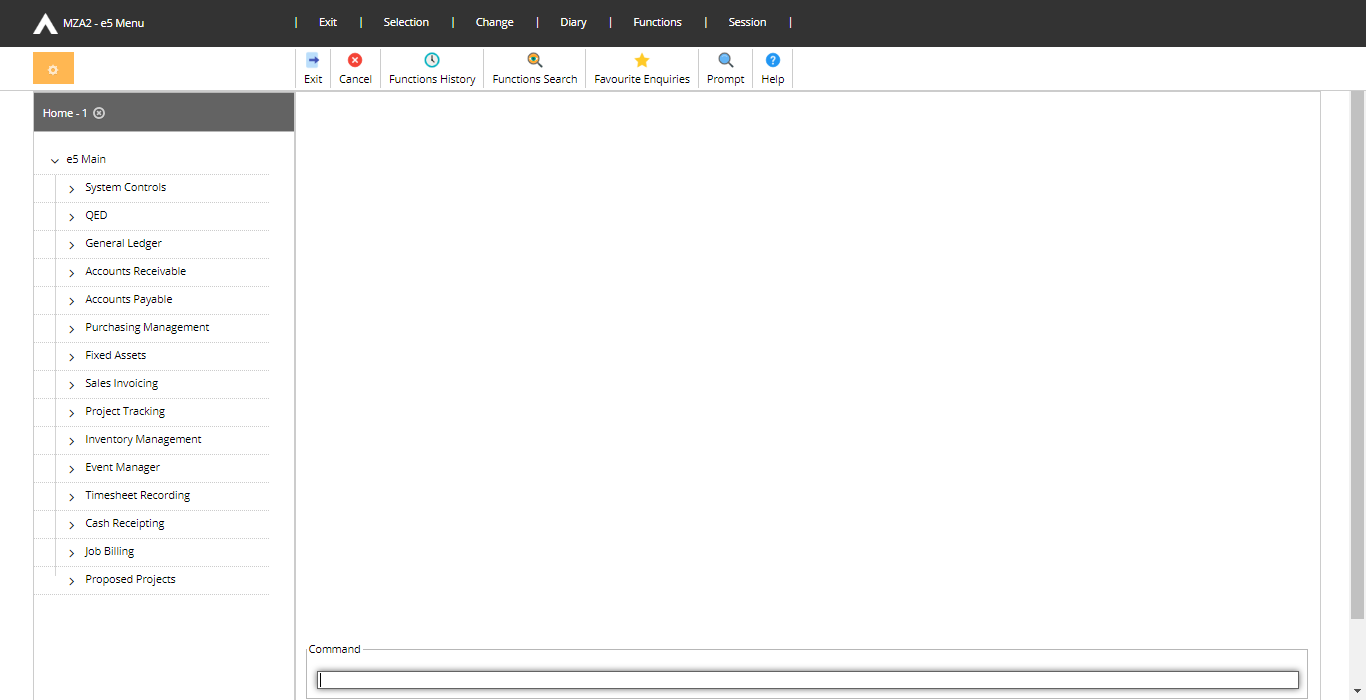 MZA2 - e5 Menu
Exit
Selection
Change
Diary
Functions
Session
Exit
Cancel
Functions History
Functions Search
Favourite Enquiries
Prompt
Help
Home - 1
e5 Main
System Controls
QED
General Ledger
Accounts Receivable
Accounts Payable
Purchasing Management
Fixed Assets
Sales Invoicing
Project Tracking
Inventory Management
Event Manager
Timesheet Recording
Cash Receipting
Job Billing
Proposed Projects
Command